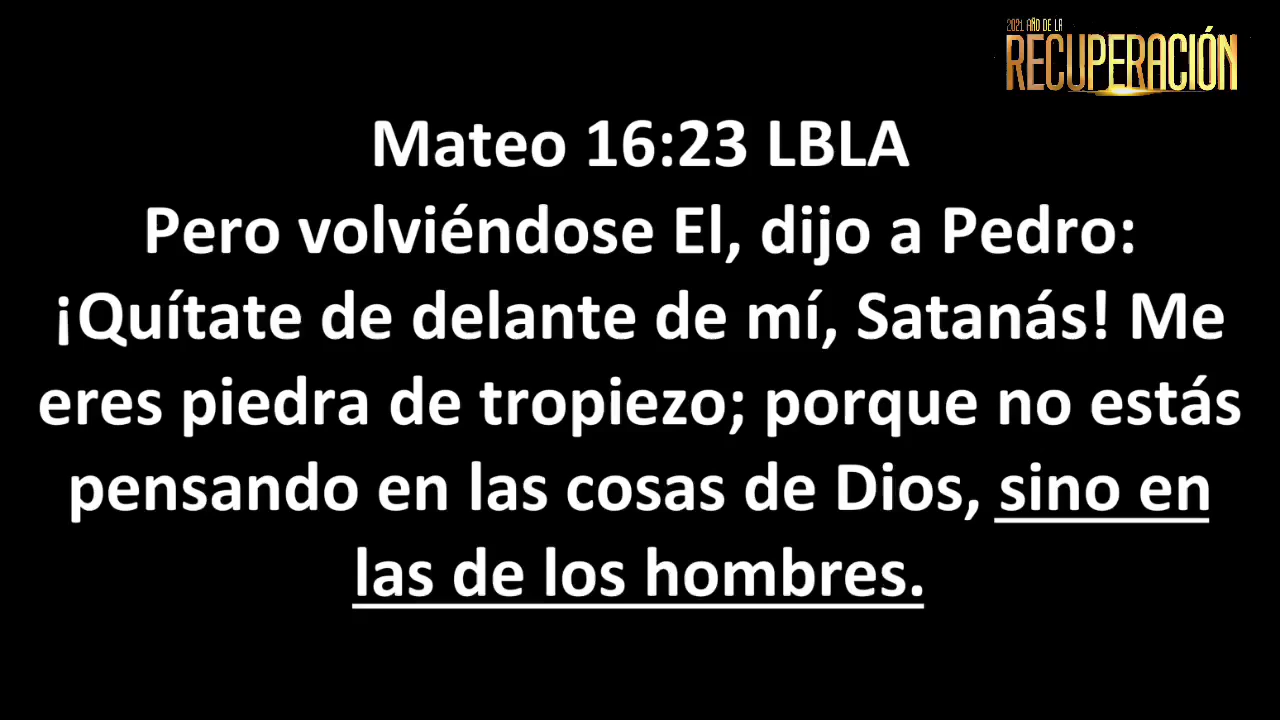 2021 AÑO DE LA
RECUPERACIÓN
Mateo 16:23 LBLA
Pero volviéndose El, dijo a Pedro:
¡Quítate de delante de mí, Satanás! Me
eres piedra de tropiezo; porque no estás
pensando en las cosas de Dios, sino en
las de los hombres.